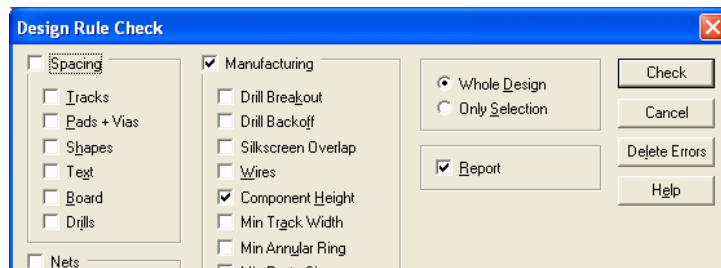 Design Rule Check
Spacing
Tracks
Pads + Vias
Shapes
Text
Board
Drills
Nets
Manufacturing
Drill Breakout
Drill Backoff
Silkscreen Overlap
Wires
Component Height
Min Track Width
Min Annular Ring
Whole Design
Only Selection
Report
Check
Cancel
Delete Errors
Help